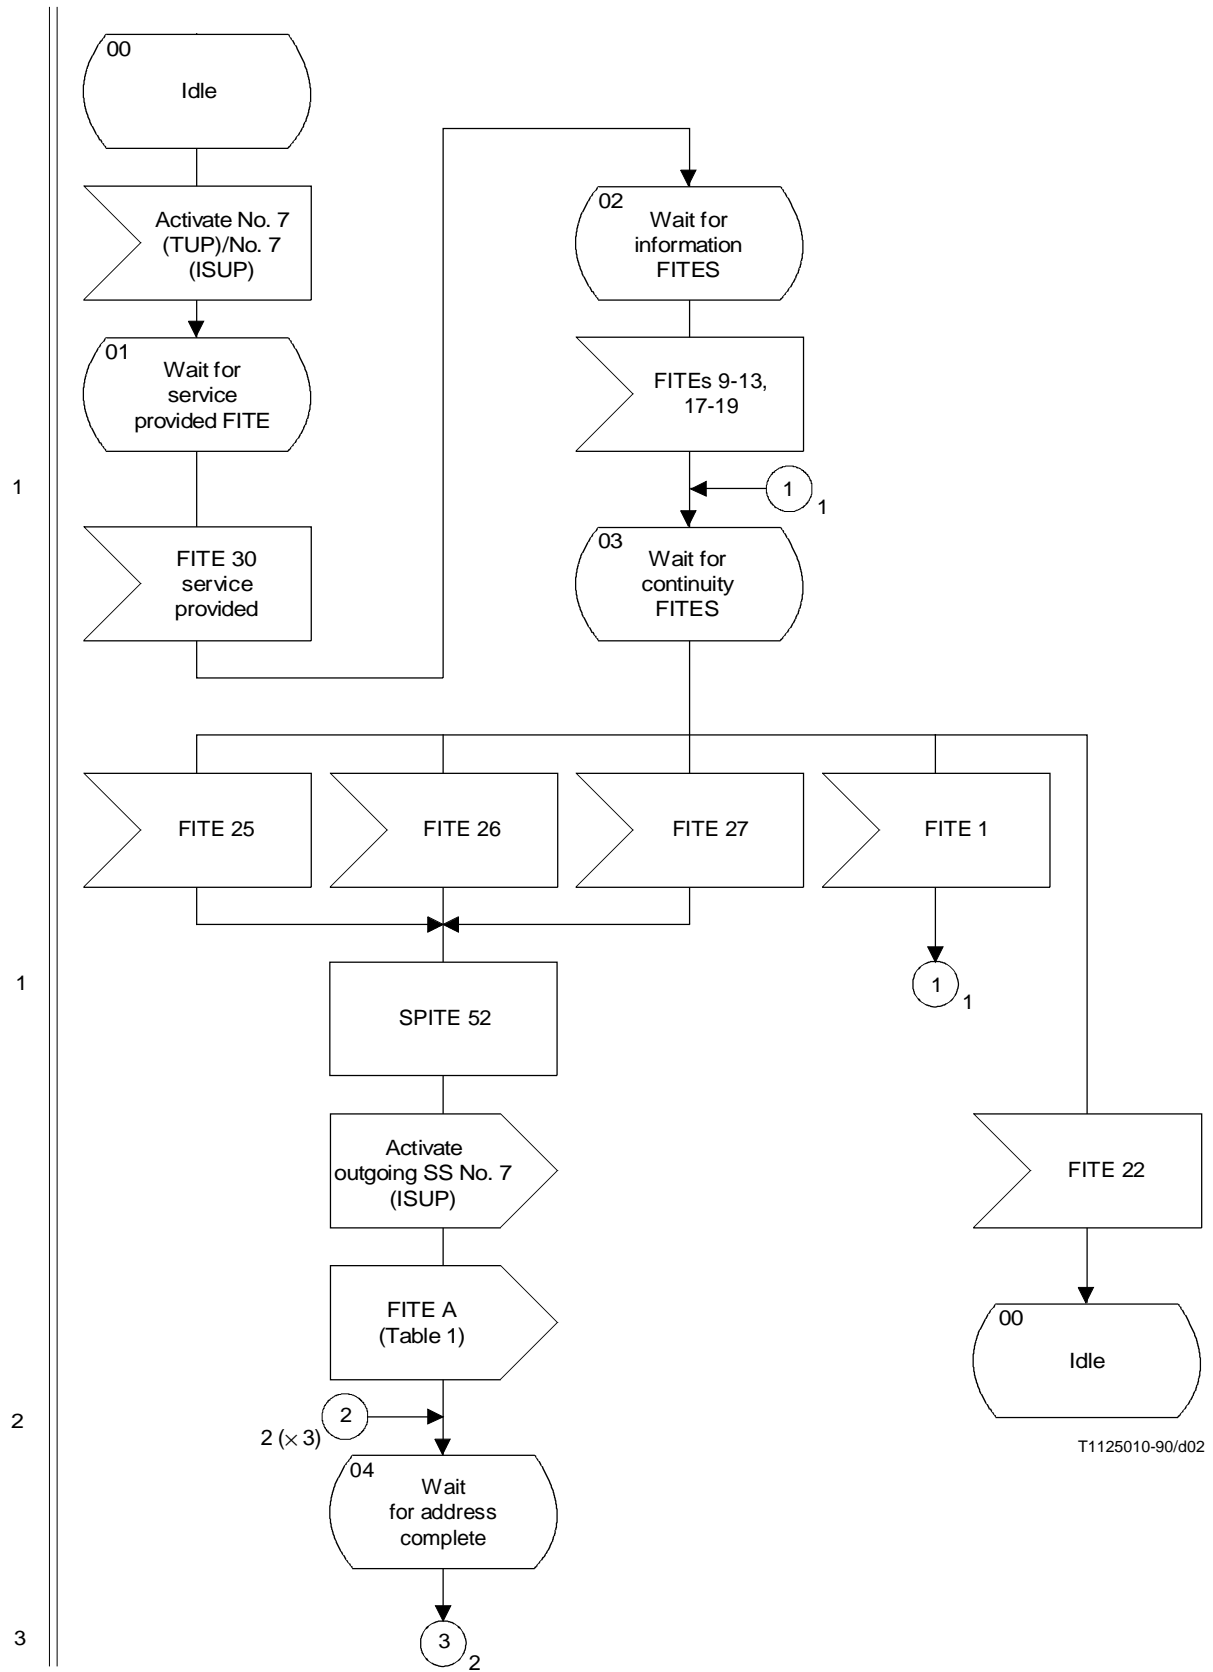 00
Idle
Activate No. 7
(TUP)/No. 7
(ISUP)
01
Wait for
service
provided FITE
1
FITE 30
service
provided
02
Wait for
information
FITES
FITEs 9-13,
17-19
1
1
03
Wait for
continuity
FITES
FITE 25
FITE 26
FITE 27
FITE 1
1
SPITE 52
1
1
Activate
outgoing SS No. 7
(ISUP)
FITE 22
FITE A
(Table 1)
00
Idle
2
2
2 (× 3)
T1125010-90/d02
04
Wait
for address
complete
3
3
2